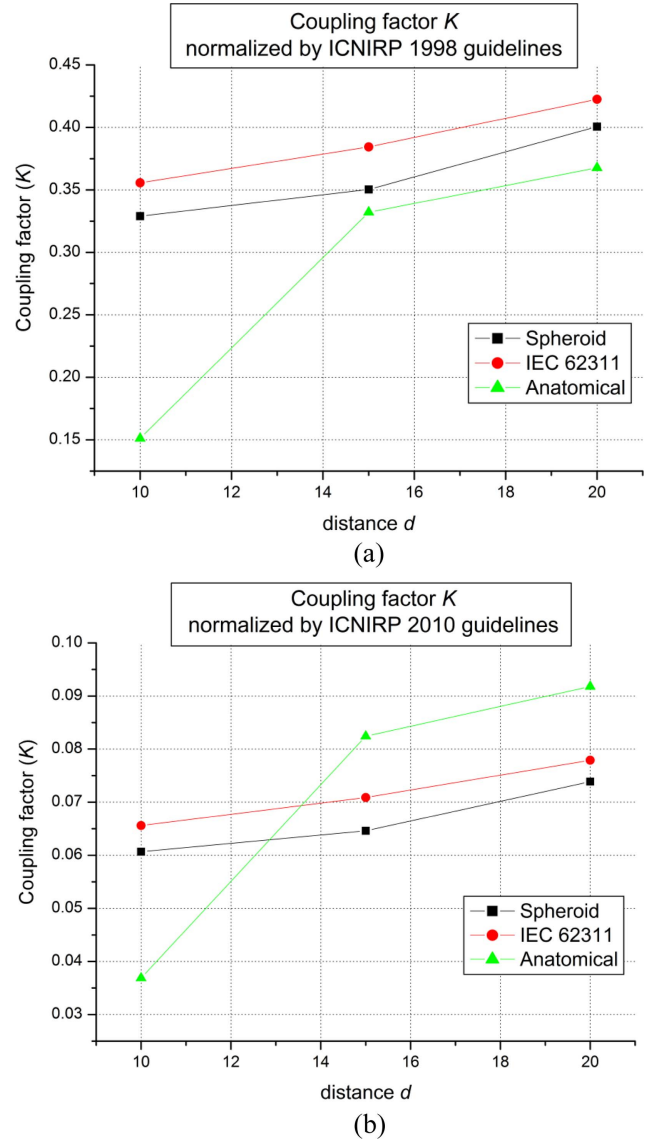 Coupling factor K
normalized by ICNIRP 1998 guidelines
Coupling factor (K)
0.45
0.40
0.35
0.30
0.25
0.20
0.15
Spheroid
IEC 62311
Anatomical
10 12 14 16 18 20
distance d
(a)
Coupling factor K
normalized by ICNIRP 2010 guidelines
Coupling factor (K)
0.10
0.09
0.08
0.07
0.06
0.05
0.04
0.03
Spheroid
IEC 62311
Anatomical
10 12 14 16 18 20
distance d
(b)